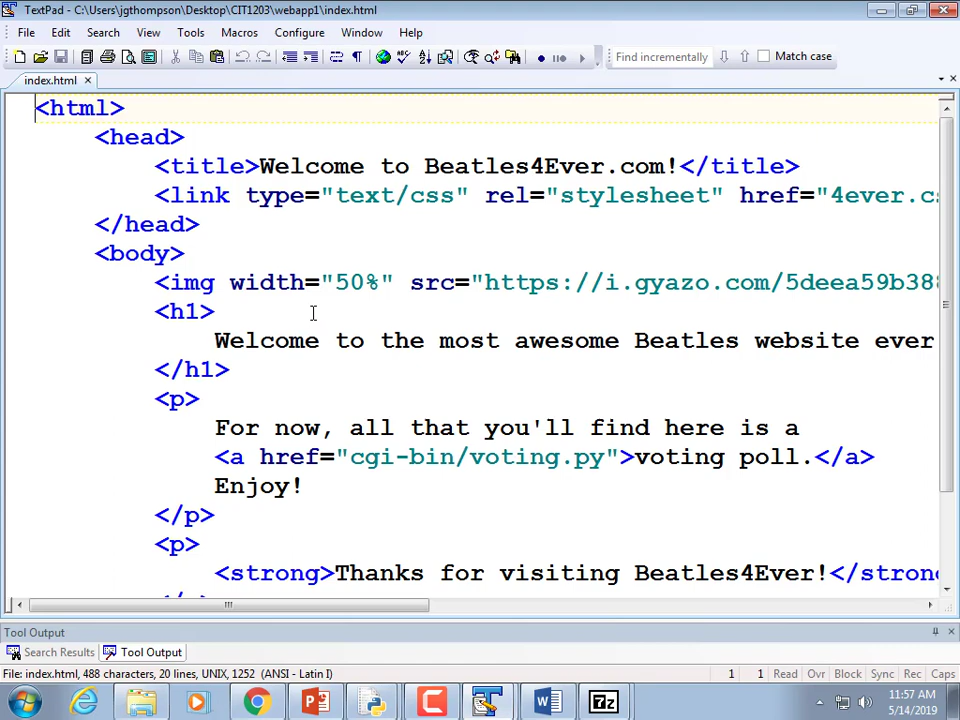 TextPad - C:\Users\jgthompson\Desktop\CIT1203\webapp1\index.html
File Edit Search View Tools Macros Configure Window Help
Find incrementally Match case
index.html
<html>
<head>
<title>Welcome to Beatles4Ever.com!</title>
<link type="text/css" rel="stylesheet" href="4ever.cs
</head>
<body>
<img width="50%" src="https://i.gyazo.com/5deea59b388
<h1>
Welcome to the most awesome Beatles website ever
</h1>
<p>
For now, all that you'll find here is a
<a href="cgi-bin/voting.py">voting poll.</a>
Enjoy!
</p>
<p>
<strong>Thanks for visiting Beatles4Ever!</strong
Tool Output
Search Results Tool Output
File: index.html, 488 characters, 20 lines, UNIX, 1252 (ANSI - Latin I) 1 1 Read Ovr Block Sync Rec Caps
7z
11:57 AM
5/14/2019